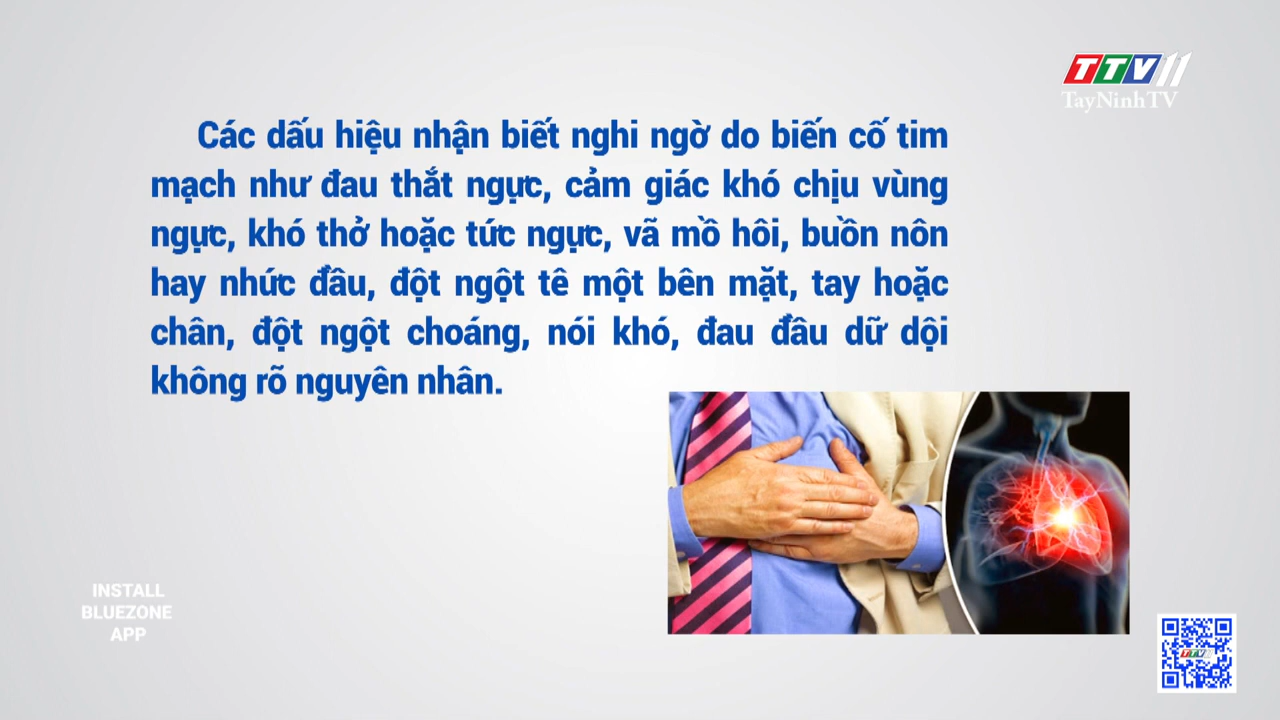 TTV11
TayNinhTV
Các dấu hiệu nhận biết nghi ngờ do biến cố tim
mạch như đau thắt ngực, cảm giác khó chịu vùng
ngực, khó thở hoặc tức ngực, vã mồ hôi, buồn nôn
hay nhức đầu, đột ngột tê một bên mặt, tay hoặc
chân, đột ngột choáng, nói khó, đau đầu dữ dội
không rõ nguyên nhân.
INSTALL
BLUEZONE
APP
TTV11